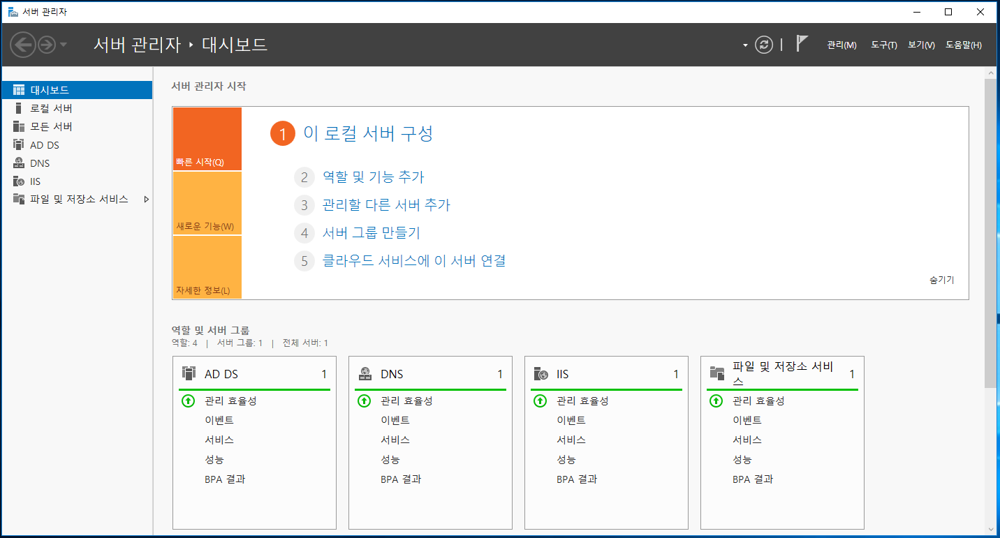 서버 관리자
서버 관리자 ‣ 대시보드
관리(M) 도구(T) 보기(V) 도움말(H)
대시보드
로컬 서버
모든 서버
AD DS
DNS
IIS
파일 및 저장소 서비스
서버 관리자 시작
빠른 시작(Q)
새로운 기능(W)
자세한 정보(L)
1 이 로컬 서버 구성
2 역할 및 기능 추가
3 관리할 다른 서버 추가
4 서버 그룹 만들기
5 클라우드 서비스에 이 서버 연결
숨기기
역할 및 서버 그룹
역할: 4 | 서버 그룹: 1 | 전체 서버: 1
AD DS 1
관리 효율성
이벤트
서비스
성능
BPA 결과
DNS 1
관리 효율성
이벤트
서비스
성능
BPA 결과
IIS 1
관리 효율성
이벤트
서비스
성능
BPA 결과
파일 및 저장소 서비
스 1
관리 효율성
이벤트
서비스
성능
BPA 결과